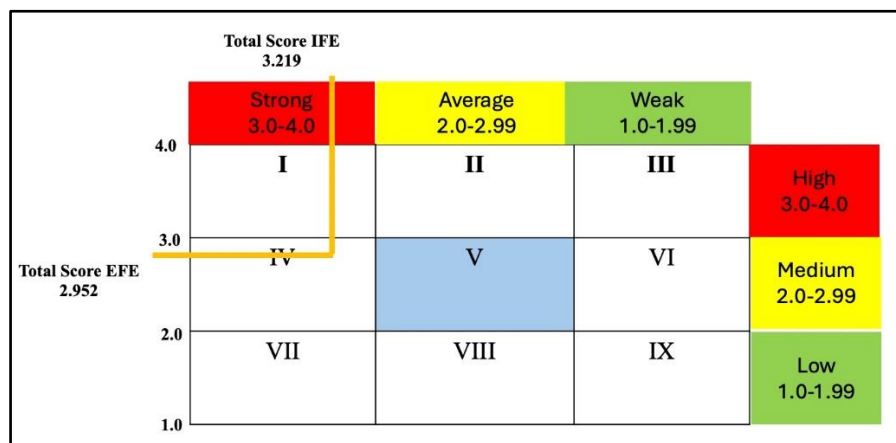 Total Score IFE
3.219
Strong
3.0-4.0
Average
2.0-2.99
Weak
1.0-1.99
4.0
I
II
III
High
3.0-4.0
3.0
IV
V
VI
Total Score EFE
2.952
Medium
2.0-2.99
2.0
VII
VIII
IX
Low
1.0-1.99
1.0